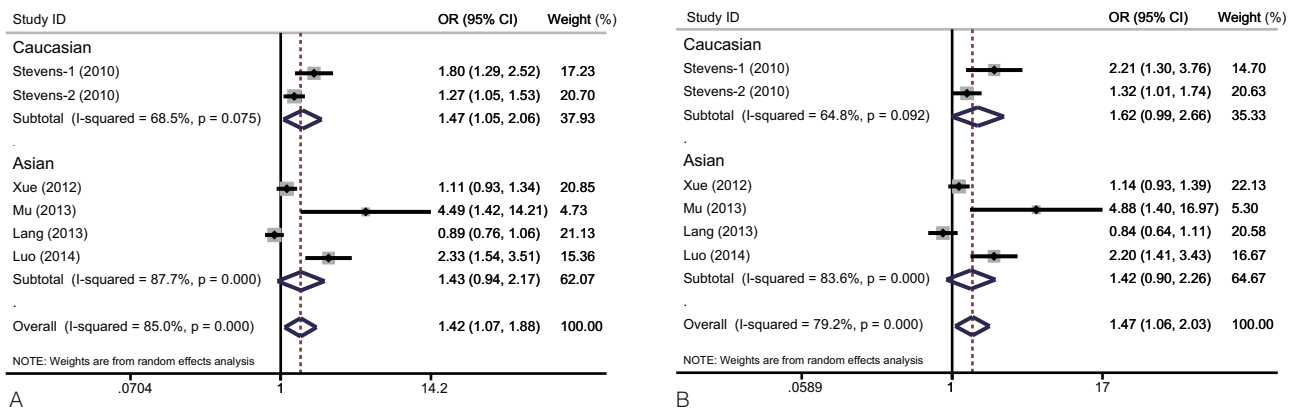 Study ID OR (95% CI) Weight (%)
Caucasian
Stevens-1 (2010) 1.80 (1.29, 2.52) 17.23
Stevens-2 (2010) 1.27 (1.05, 1.53) 20.70
Subtotal (I-squared = 68.5%, p = 0.075) 1.47 (1.05, 2.06) 37.93
.
Asian
Xue (2012) 1.11 (0.93, 1.34) 20.85
Mu (2013) 4.49 (1.42, 14.21) 4.73
Lang (2013) 0.89 (0.76, 1.06) 21.13
Luo (2014) 2.33 (1.54, 3.51) 15.36
Subtotal (I-squared = 87.7%, p = 0.000) 1.43 (0.94, 2.17) 62.07
.
Overall (I-squared = 85.0%, p = 0.000) 1.42 (1.07, 1.88) 100.00
NOTE: Weights are from random effects analysis
.0704 1 14.2
A
Study ID OR (95% CI) Weight (%)
Caucasian
Stevens-1 (2010) 2.21 (1.30, 3.76) 14.70
Stevens-2 (2010) 1.32 (1.01, 1.74) 20.63
Subtotal (I-squared = 64.8%, p = 0.092) 1.62 (0.99, 2.66) 35.33
.
Asian
Xue (2012) 1.14 (0.93, 1.39) 22.13
Mu (2013) 4.88 (1.40, 16.97) 5.30
Lang (2013) 0.84 (0.64, 1.11) 20.58
Luo (2014) 2.20 (1.41, 3.43) 16.67
Subtotal (I-squared = 83.6%, p = 0.000) 1.42 (0.90, 2.26) 64.67
.
Overall (I-squared = 79.2%, p = 0.000) 1.47 (1.06, 2.03) 100.00
NOTE: Weights are from random effects analysis
.0589 1 17
B